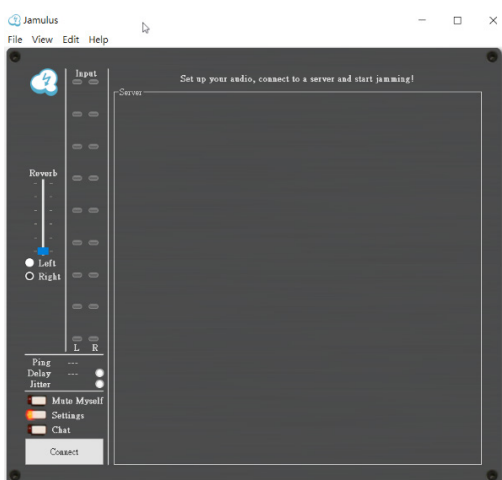 Jamulus
File View Edit Help
Input
Set up your audio, connect to a server and start jamming!
Server
Reverb
Left
Right
L R
Ping ---
Delay ---
Jitter
Mute Myself
Settings
Chat
Connect